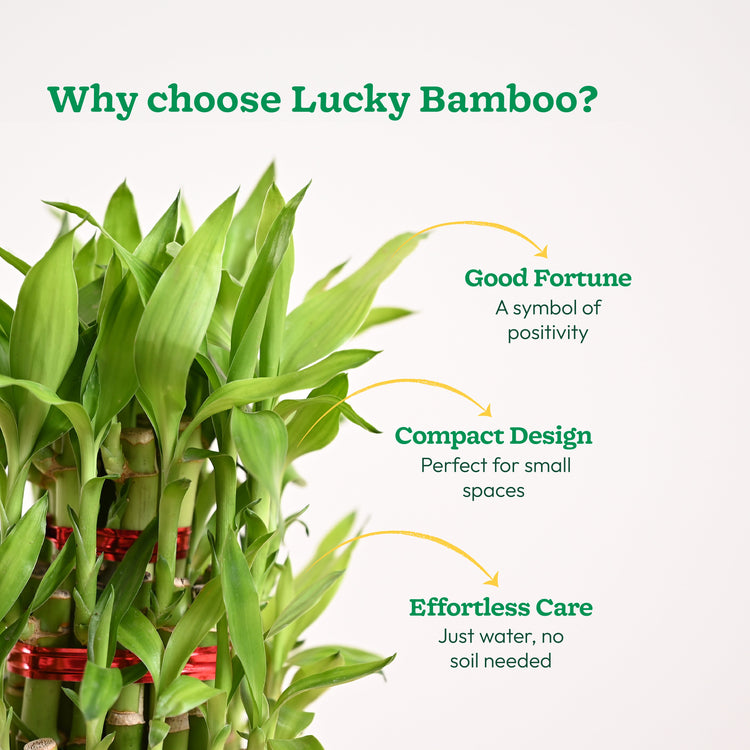 Why choose Lucky Bamboo?
Good Fortune
A symbol of
positivity
Compact Design
Perfect for small
spaces
Effortless Care
Just water, no
soil needed